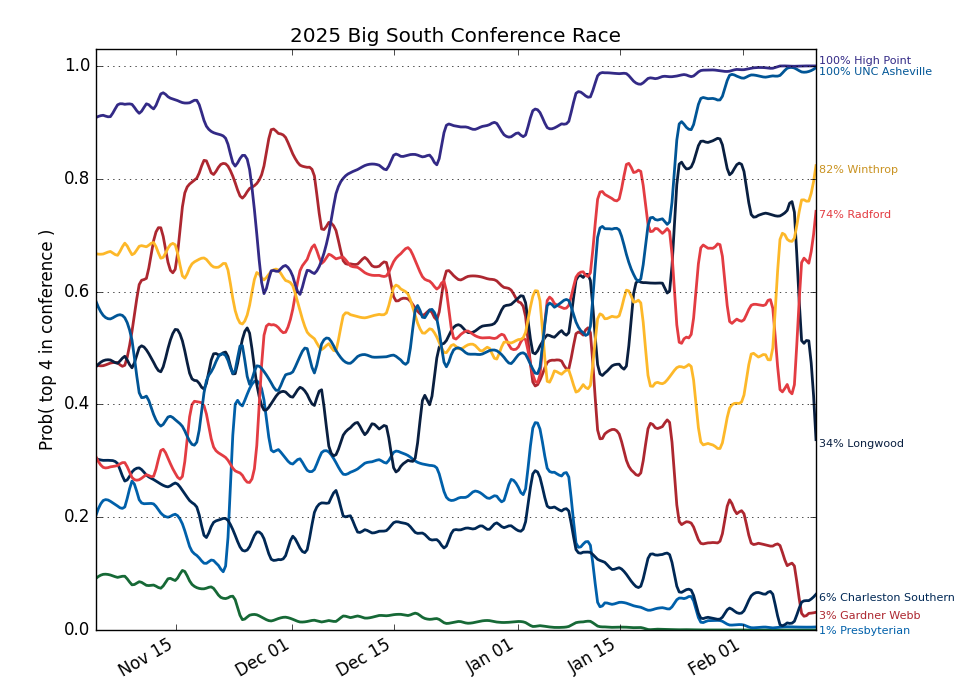 2025 Big South Conference Race
Prob( top 4 in conference )
1.0
0.8
0.6
0.4
0.2
0.0
Nov 15
Dec 01
Dec 15
Jan 01
Jan 15
Feb 01
100% High Point
100% UNC Asheville
82% Winthrop
74% Radford
34% Longwood
6% Charleston Southern
3% Gardner Webb
1% Presbyterian